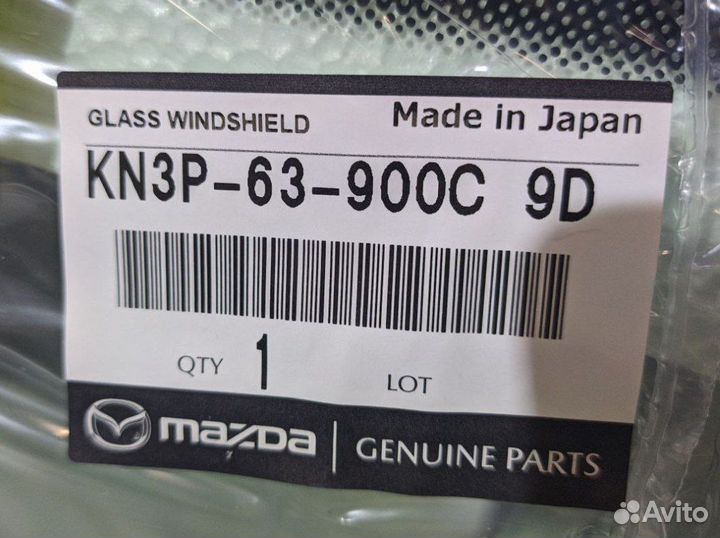 GLASS WINDSHIELD Made in Japan
KN3P-63-900C 9D
QTY 1 LOT
mazda GENUINE PARTS
Avito